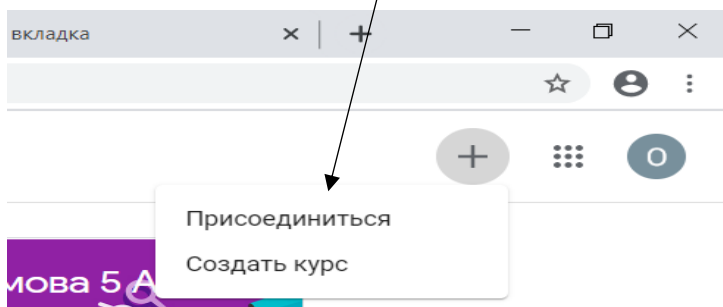 вкладка
О
Присоединиться
Создать курс
мова 5 А